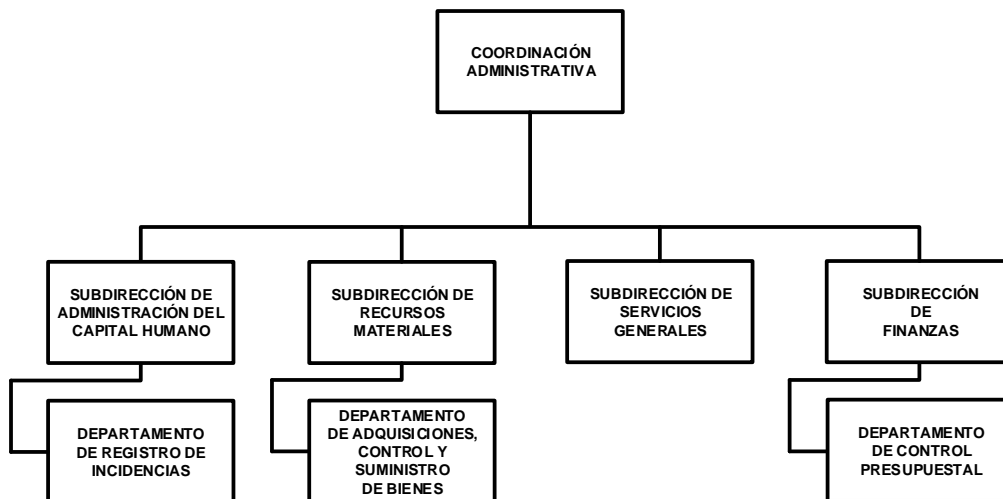 COORDINACIÓN
ADMINISTRATIVA
SUBDIRECCIÓN DE
ADMINISTRACIÓN DEL
CAPITAL HUMANO
SUBDIRECCIÓN DE
RECURSOS
MATERIALES
SUBDIRECCIÓN DE
SERVICIOS
GENERALES
SUBDIRECCIÓN
DE
FINANZAS
DEPARTAMENTO
DE REGISTRO DE
INCIDENCIAS
DEPARTAMENTO
DE ADQUISICIONES,
CONTROL Y
SUMINISTRO
DE BIENES
DEPARTAMENTO
DE CONTROL
PRESUPUESTAL